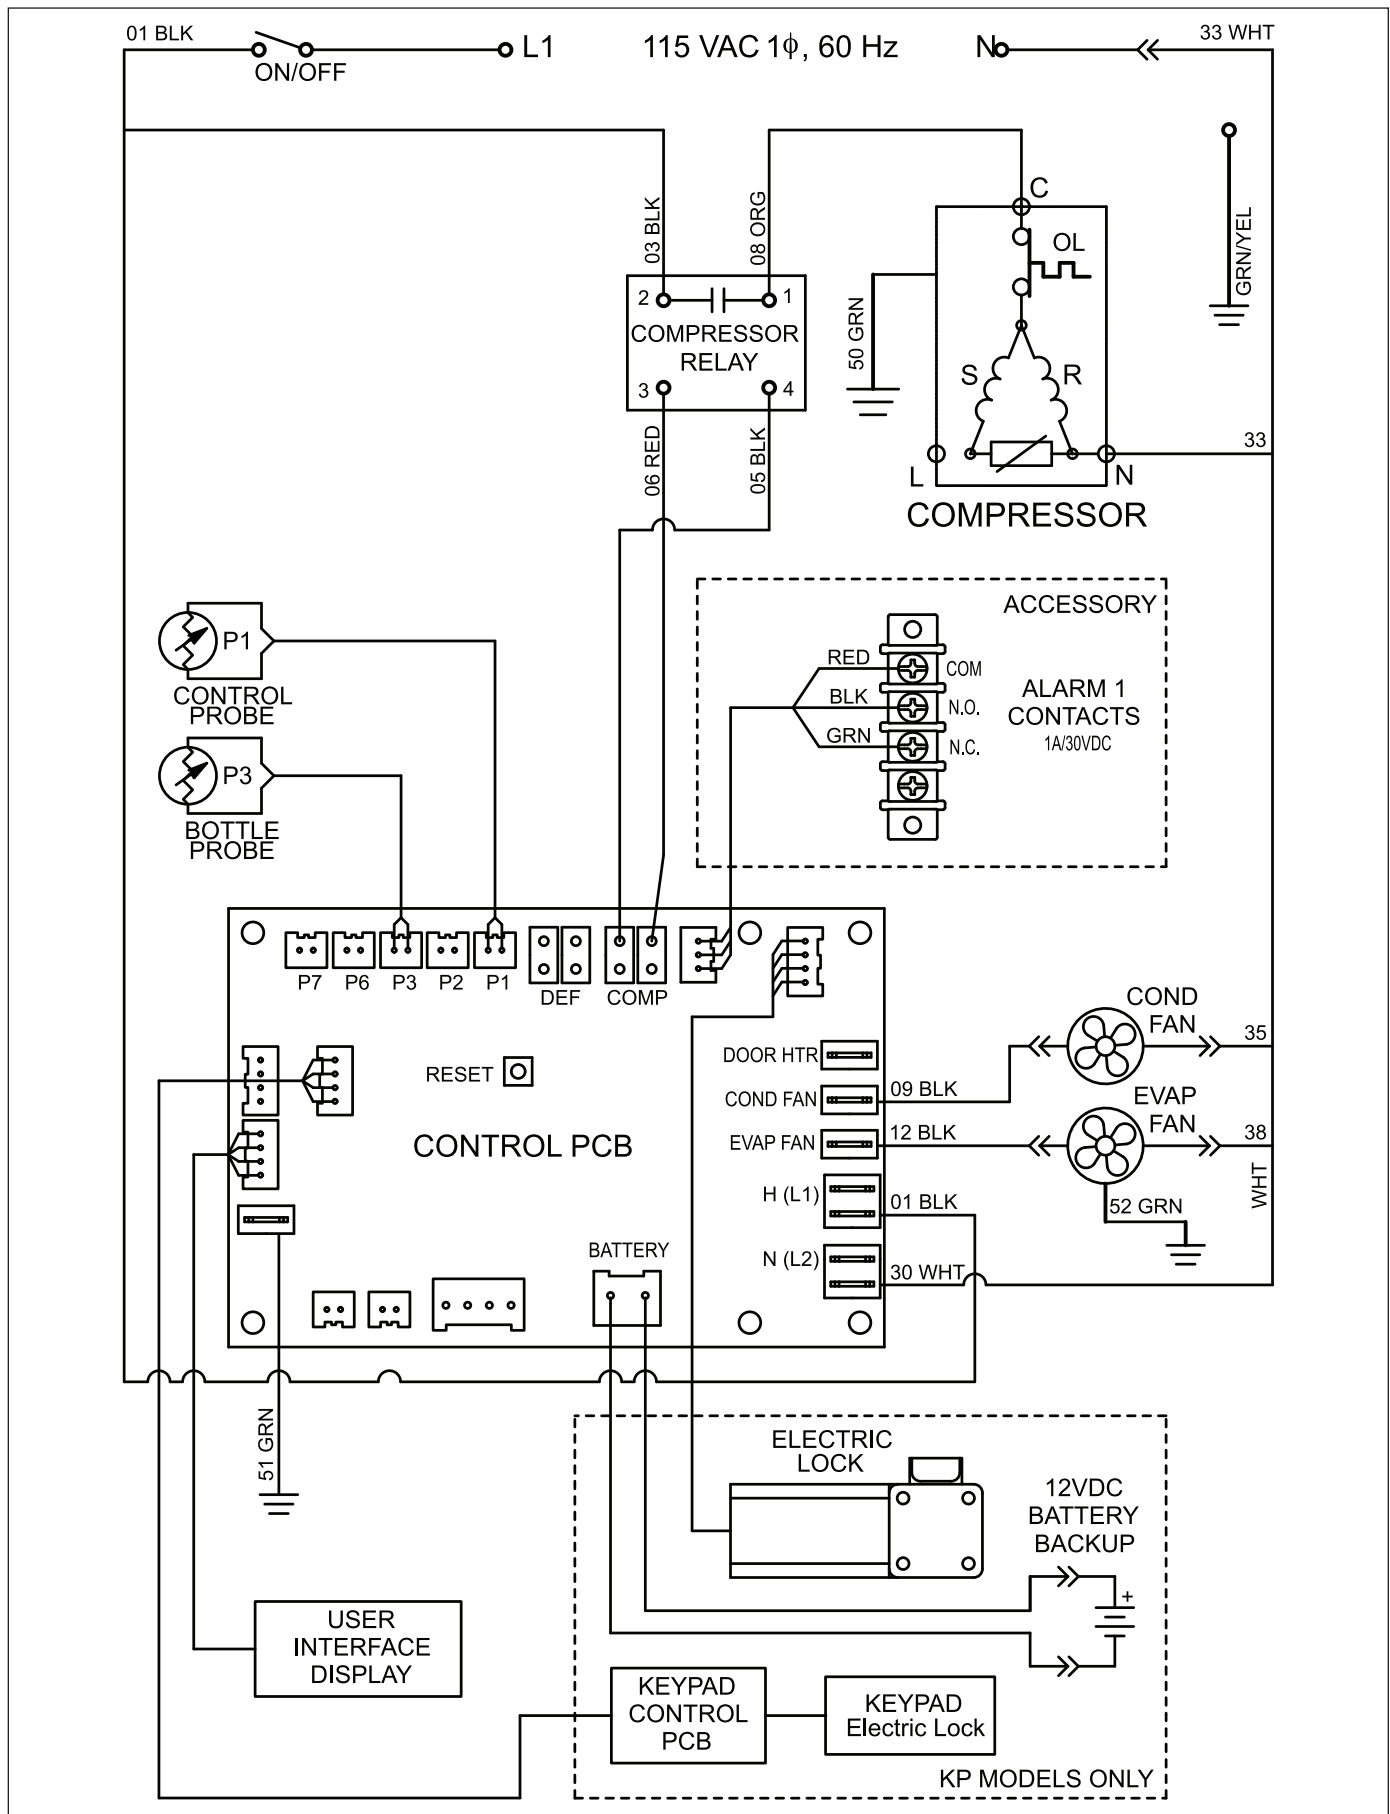 01 BLK
ON/OFF
L1
115 VAC 1ϕ, 60 Hz
N
33 WHT
03 BLK
08 ORG
C
OL
GRN/YEL
2
1
COMPRESSOR
RELAY
3
4
50 GRN
S
R
06 RED
05 BLK
33
L
N
COMPRESSOR
ACCESSORY
RED
COM
BLK
N.O.
GRN
N.C.
ALARM 1
CONTACTS
1A/30VDC
P1
CONTROL
PROBE
P3
BOTTLE
PROBE
P7
P6
P3
P2
P1
DEF
COMP
DOOR HTR
RESET
COND FAN
09 BLK
COND
FAN
35
CONTROL PCB
EVAP FAN
12 BLK
EVAP
FAN
38
WHT
H (L1)
01 BLK
52 GRN
BATTERY
N (L2)
30 WHT
51 GRN
ELECTRIC
LOCK
12VDC
BATTERY
BACKUP
+
USER
INTERFACE
DISPLAY
KEYPAD
CONTROL
PCB
KEYPAD
Electric Lock
KP MODELS ONLY